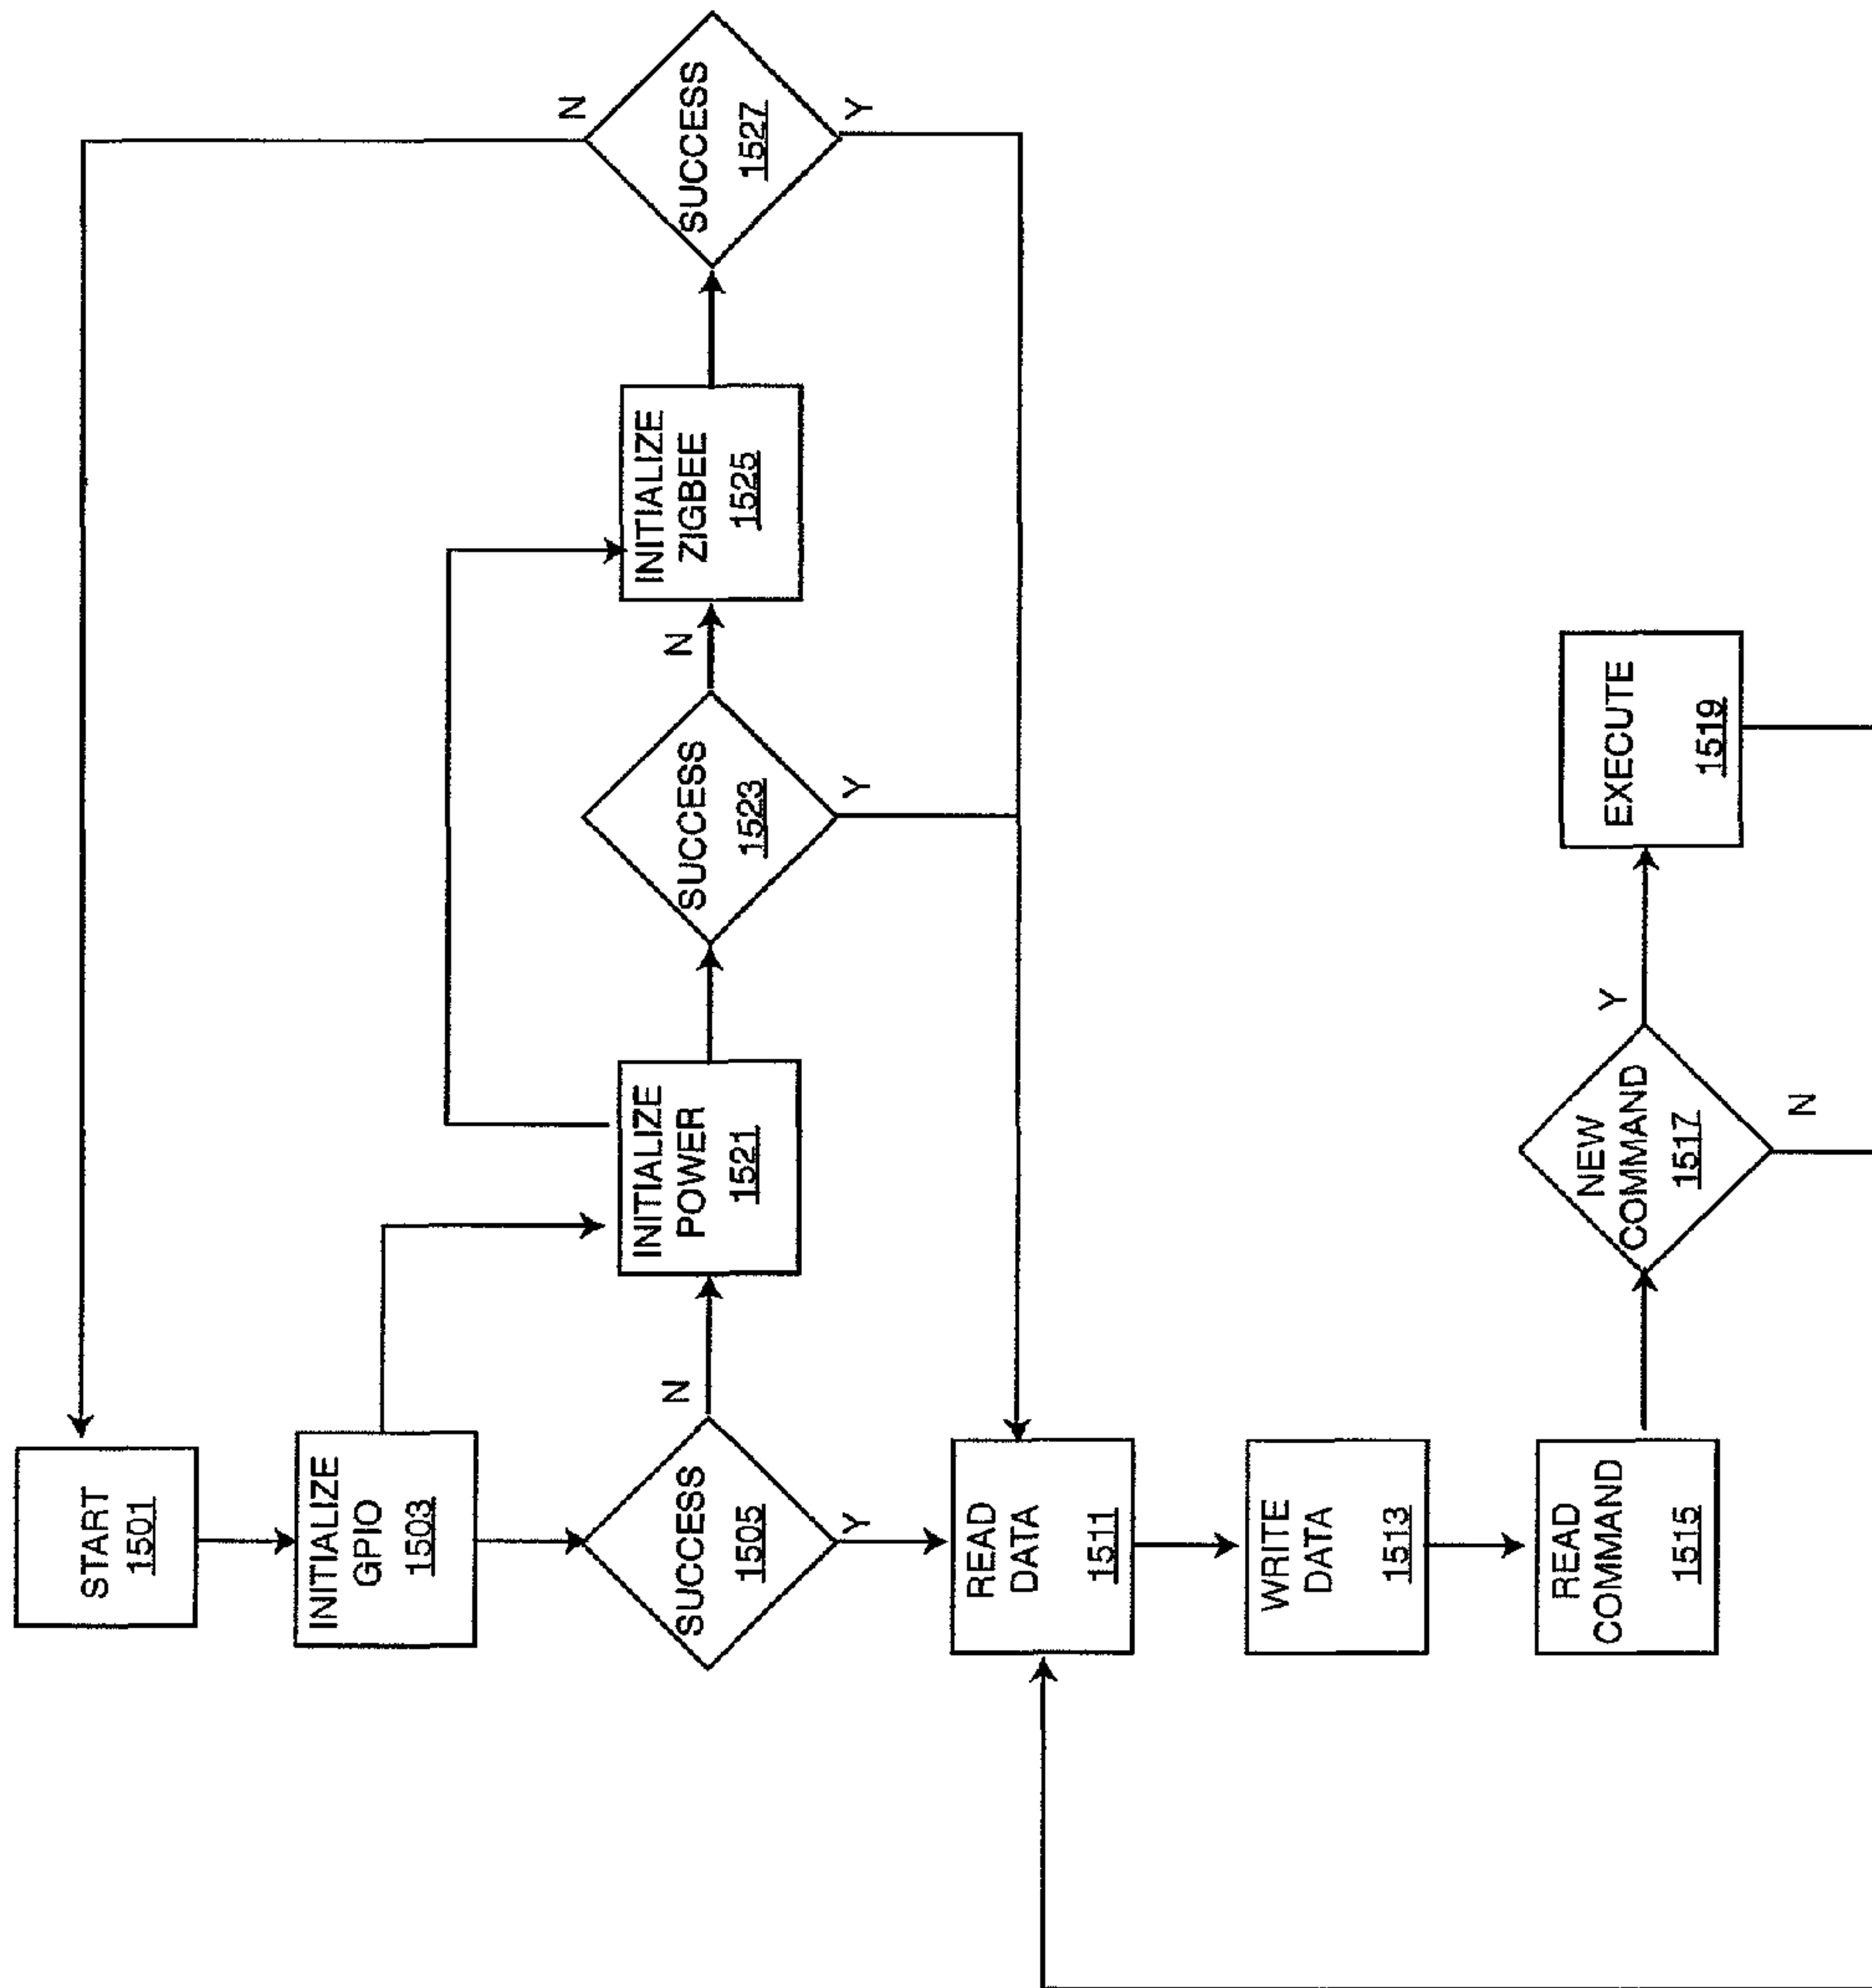 START
1501
INITIALIZE
GPIO
1503
SUCCESS
1505
N
Y
INITIALIZE
POWER
1521
SUCCESS
1523
N
Y
INITIALIZE
ZIGBEE
1525
SUCCESS
1527
N
Y
READ
DATA
1511
WRITE
DATA
1513
READ
COMMAND
1515
NEW
COMMAND
1517
Y
N
EXECUTE
1519